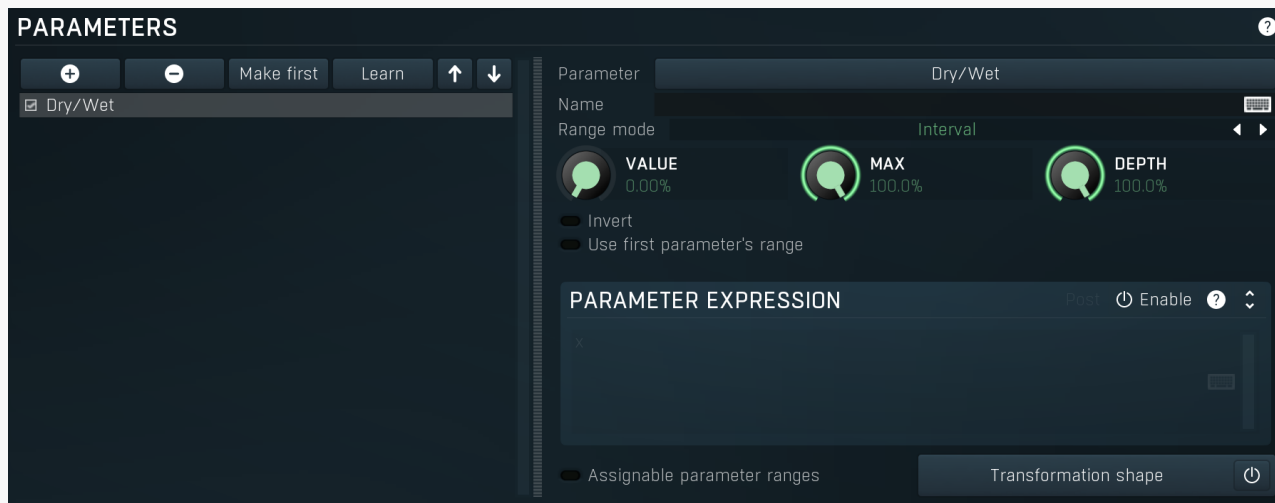 PARAMETERS
?
Make first Learn
Dry/Wet
Parameter Dry/Wet
Name
Range mode Interval
VALUE
0.00%
MAX
100.0%
DEPTH
100.0%
Invert
Use first parameter's range
PARAMETER EXPRESSION Post Enable ?
x
Assignable parameter ranges Transformation shape